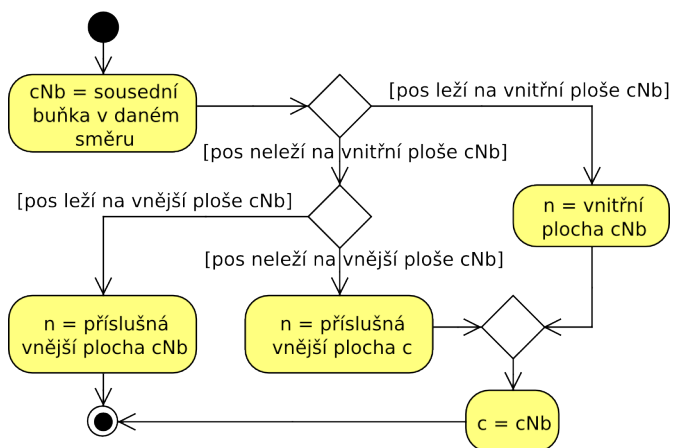 cNb = sousední
buňka v daném
směru
[pos leží na vnitřní ploše cNb]
[pos neleží na vnitřní ploše cNb]
[pos leží na vnější ploše cNb]
n = vnitřní
plocha cNb
[pos neleží na vnější ploše cNb]
n = příslušná
vnější plocha cNb
n = příslušná
vnější plocha c
c = cNb